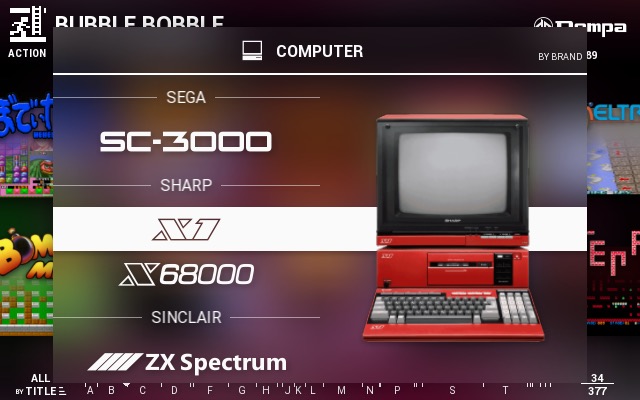 BUBBLE BOBBLE
Dempa
ACTION
COMPUTER
BY BRAND
89
SEGA
SC-3000
SHARP
X1
X68000
SINCLAIR
ZX Spectrum
ALL
34
BY TITLE
A B C D F G H J K L M N P S T
377